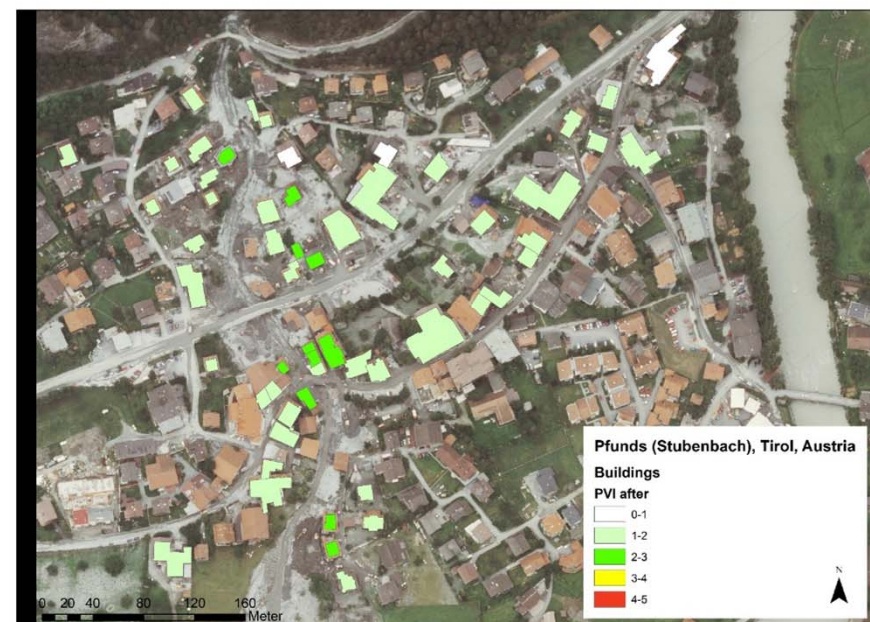 Pfunds (Stubenbach), Tirol, Austria
Buildings
PVI after
0-1
1-2
2-3
3-4
4-5
N
0 20 40 80 120 160
Meter